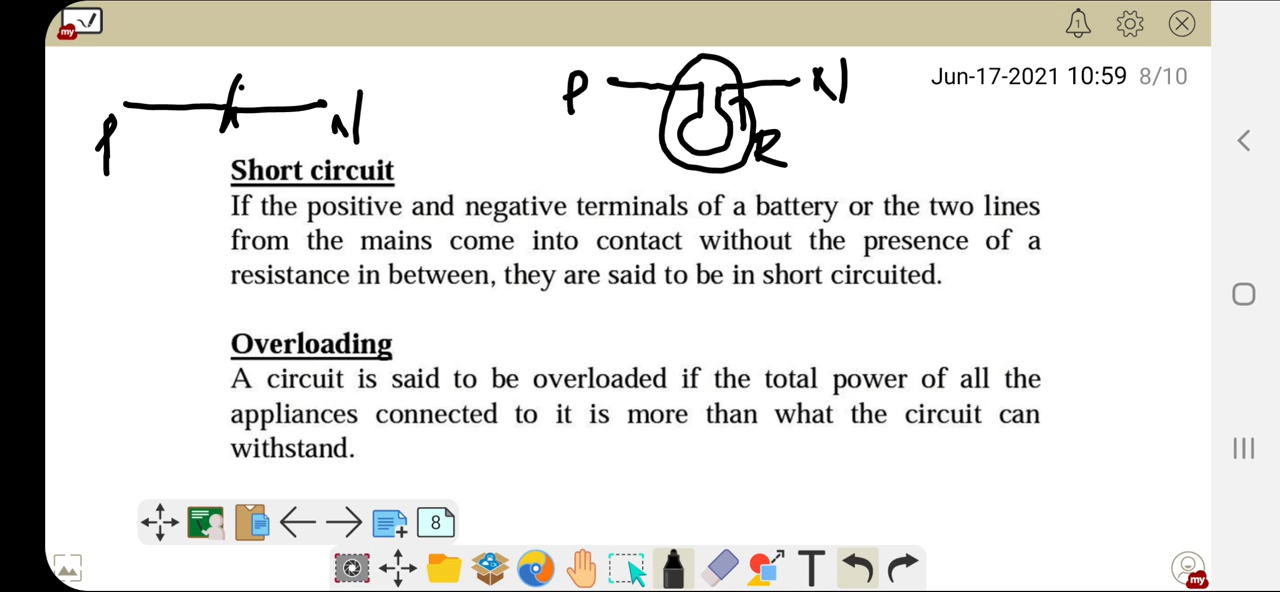 my
1
Jun-17-2021 10:59 8/10
P N
P N
R
Short circuit
If the positive and negative terminals of a battery or the two lines
from the mains come into contact without the presence of a
resistance in between, they are said to be in short circuited.
Overloading
A circuit is said to be overloaded if the total power of all the
appliances connected to it is more than what the circuit can
withstand.
8
T
my